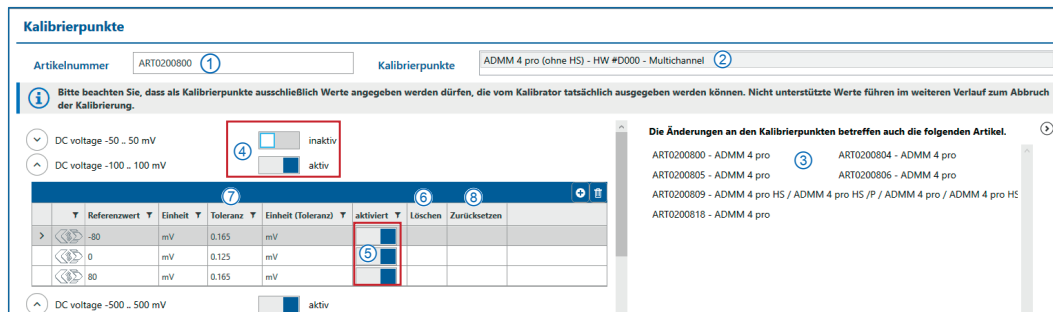 Kalibrierpunkte
Artikelnummer ART0200800 1 Kalibrierpunkte ADMM 4 pro (ohne HS) - HW #D000 - Multichannel 2
Bitte beachten Sie, dass als Kalibrierpunkte ausschließlich Werte angegeben werden dürfen, die vom Kalibrator tatsächlich ausgegeben werden können. Nicht unterstützte Werte führen im weiteren Verlauf zum Abbruch
der Kalibrierung.
DC voltage -50 .. 50 mV 4 inaktiv
DC voltage -100 .. 100 mV aktiv
7 6 8
Referenzwert Einheit Toleranz Einheit (Toleranz) aktiviert Löschen Zurücksetzen
> -80 mV 0.165 mV
0 mV 0.125 mV 5
80 mV 0.165 mV
DC voltage -500 .. 500 mV aktiv
Die Änderungen an den Kalibrierpunkten betreffen auch die folgenden Artikel.
ART0200800 - ADMM 4 pro 3 ART0200804 - ADMM 4 pro
ART0200805 - ADMM 4 pro ART0200806 - ADMM 4 pro
ART0200809 - ADMM 4 pro HS / ADMM 4 pro HS /P / ADMM 4 pro / ADMM 4 pro HS
ART0200818 - ADMM 4 pro